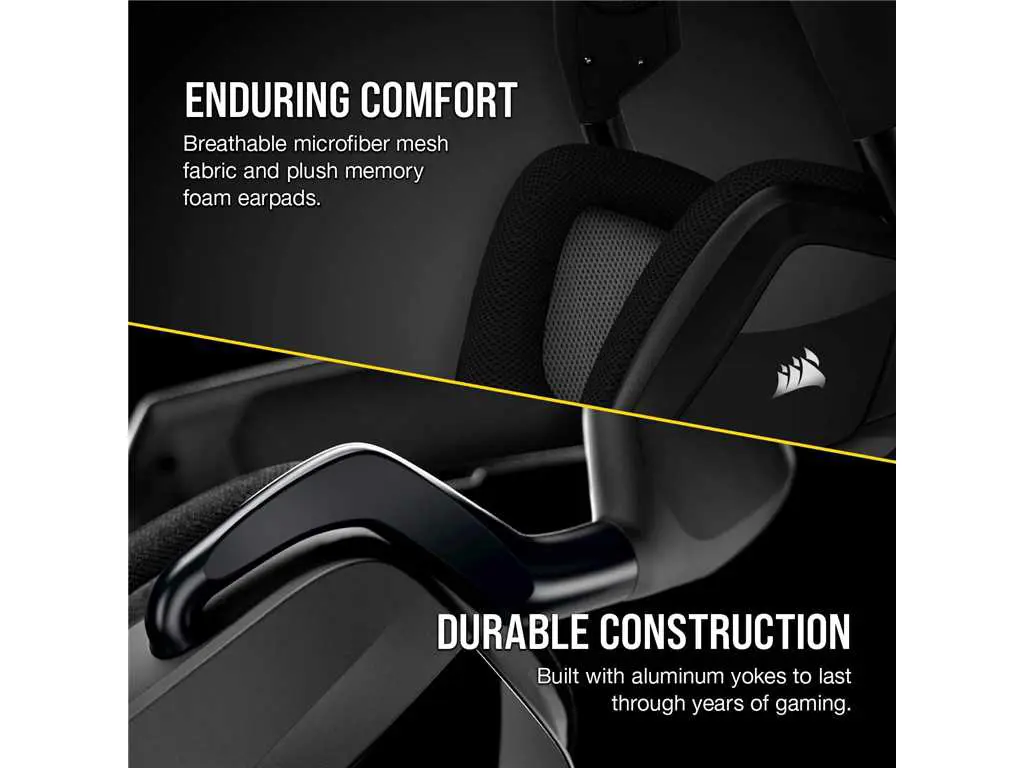 ENDURING COMFORT
Breathable microfiber mesh
fabric and plush memory
foam earpads.
DURABLE CONSTRUCTION
Built with aluminum yokes to last
through years of gaming.